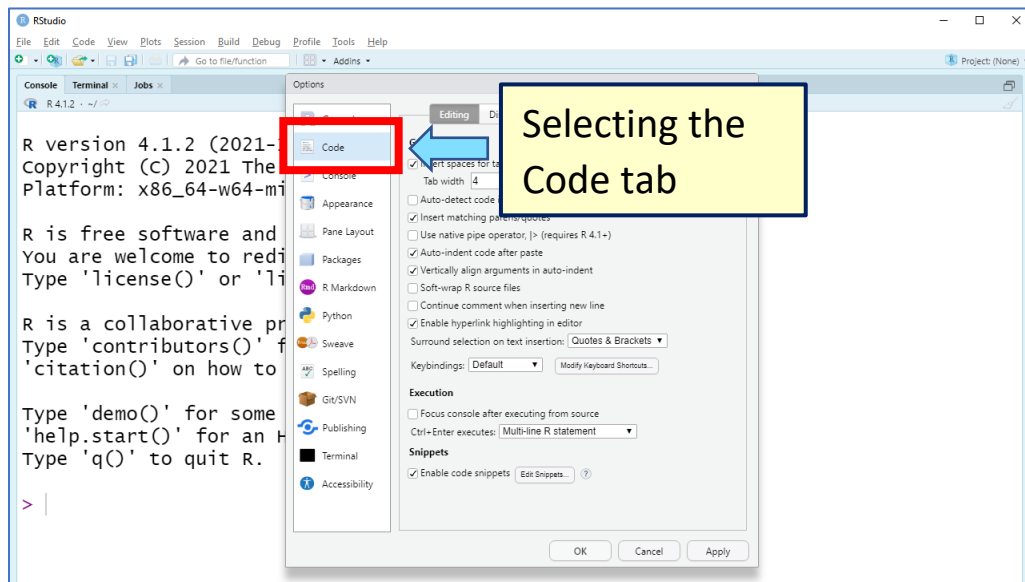 RStudio
File Edit Code View Plots Session Build Debug Profile Tools Help
Go to file/function Addins Project: (None)
Console Terminal Jobs
R 4.1.2 · ~/
R version 4.1.2 (2021-
Copyright (C) 2021 The
Platform: x86_64-w64-mi
R is free software and
You are welcome to redi
Type 'license()' or 'li
R is a collaborative pr
Type 'contributors()' f
'citation()' on how to
Type 'demo()' for some
'help.start()' for an H
Type 'q()' to quit R.
>
Options
Code
Console
Appearance
Pane Layout
Packages
R Markdown
Python
Sweave
Spelling
Git/SVN
Publishing
Terminal
Accessibility
Editing Di
Selecting the
Code tab
Insert spaces for ta
Tab width 4
Auto-detect code i
Insert matching parens/quotes
Use native pipe operator, |> (requires R 4.1+)
Auto-indent code after paste
Vertically align arguments in auto-indent
Soft-wrap R source files
Continue comment when inserting new line
Enable hyperlink highlighting in editor
Surround selection on text insertion: Quotes & Brackets
Keybindings: Default Modify Keyboard Shortcuts...
Execution
Focus console after executing from source
Ctrl+Enter executes: Multi-line R statement
Snippets
Enable code snippets Edit Snippets... ?
OK Cancel Apply